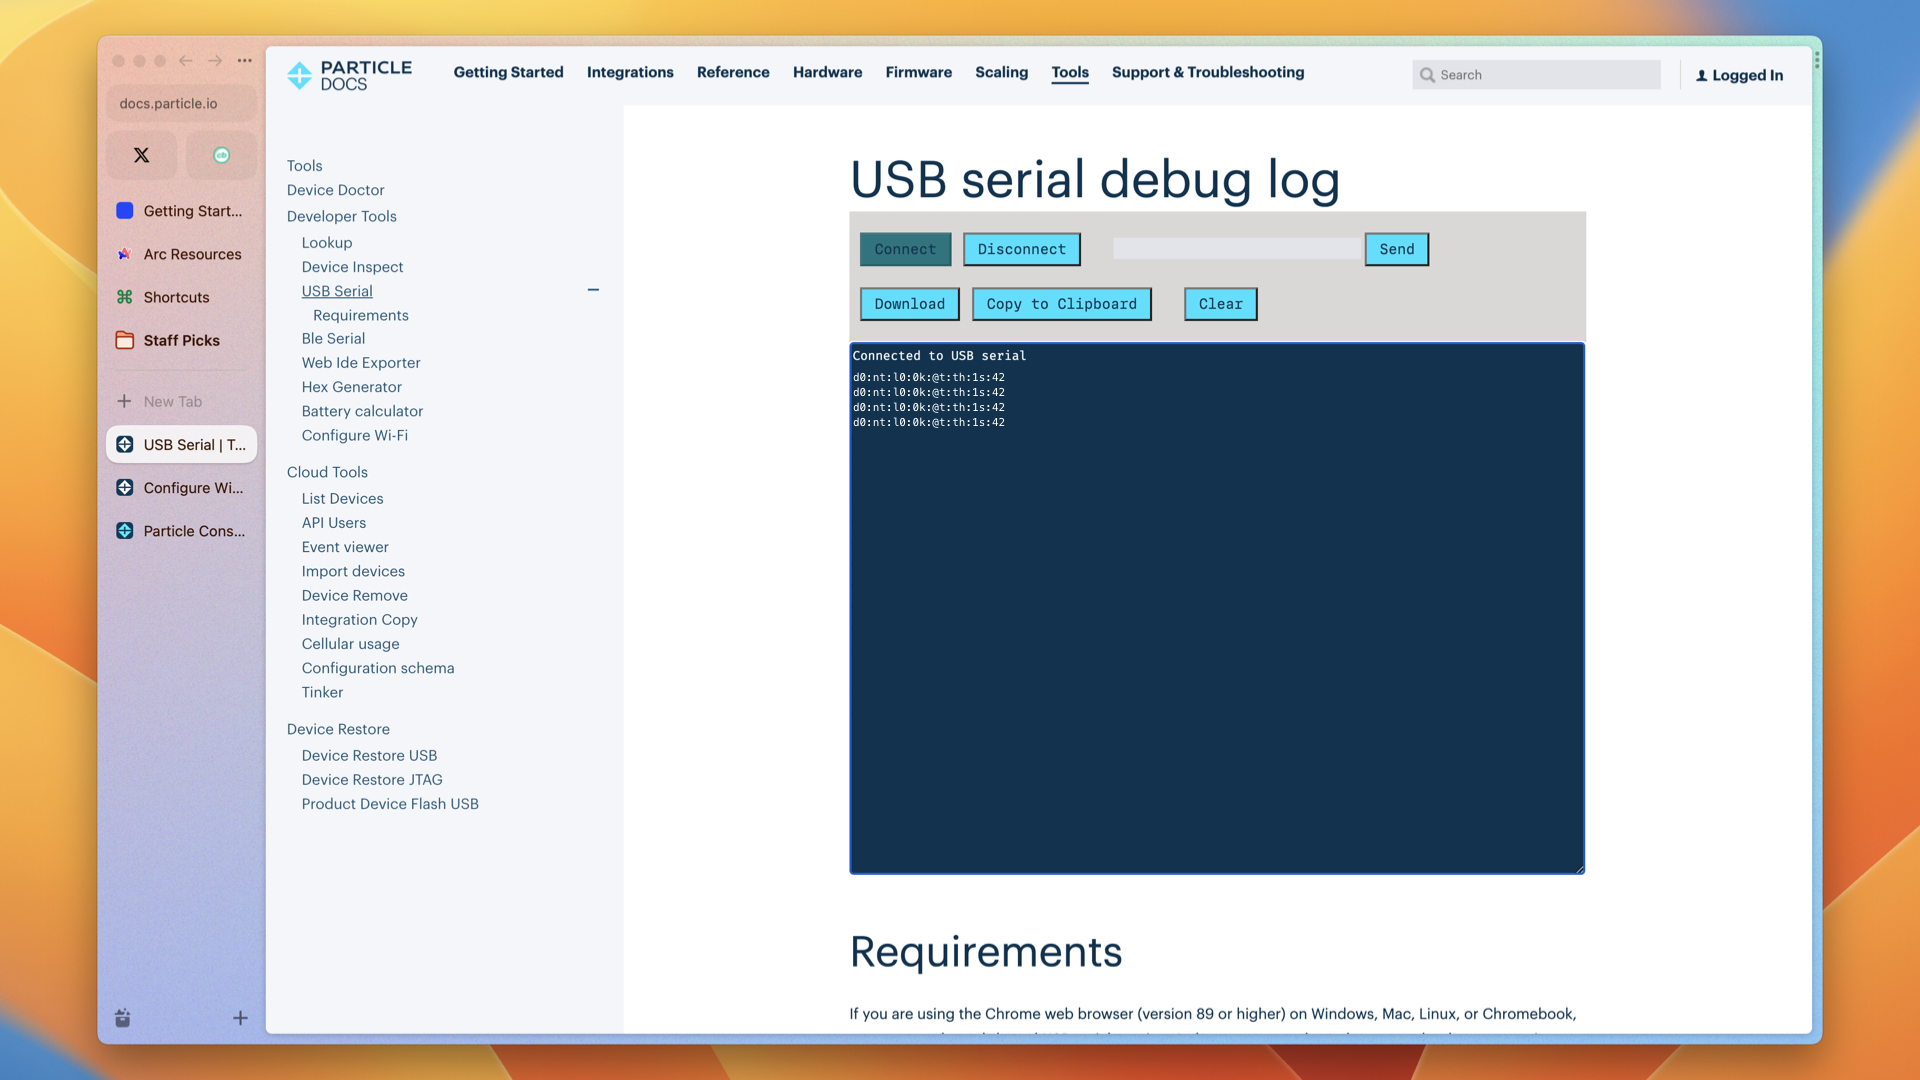 docs.particle.io
Getting Start...
Arc Resources
Shortcuts
Staff Picks
New Tab
USB Serial | T...
Configure Wi...
Particle Cons...
PARTICLE
DOCS
Getting Started
Integrations
Reference
Hardware
Firmware
Scaling
Tools
Support & Troubleshooting
Search
Logged In
Tools
Device Doctor
Developer Tools
Lookup
Device Inspect
USB Serial
Requirements
Ble Serial
Web Ide Exporter
Hex Generator
Battery calculator
Configure Wi-Fi
Cloud Tools
List Devices
API Users
Event viewer
Import devices
Device Remove
Integration Copy
Cellular usage
Configuration schema
Tinker
Device Restore
Device Restore USB
Device Restore JTAG
Product Device Flash USB
USB serial debug log
Connect
Disconnect
Send
Download
Copy to Clipboard
Clear
Connected to USB serial
d0:nt:l0:0k:@t:th:1s:42
d0:nt:l0:0k:@t:th:1s:42
d0:nt:l0:0k:@t:th:1s:42
d0:nt:l0:0k:@t:th:1s:42
Requirements
If you are using the Chrome web browser (version 89 or higher) on Windows, Mac, Linux, or Chromebook,